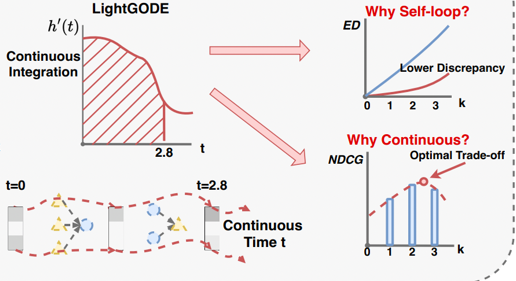 LightGODE
h'(t)
Continuous
Integration
2.8
t
t=0
t=2.8
Continuous
Time t
Why Self-loop?
ED
Lower Discrepancy
0 1 2 3 k
Why Continuous?
NDCG
Optimal Trade-off
0 1 2 3 k